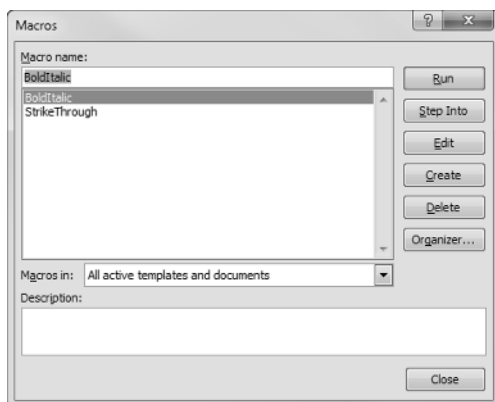 Macros
Macro name:
BoldItalic
BoldItalic
StrikeThrough
Run
Step Into
Edit
Create
Delete
Organizer...
Macros in: All active templates and documents
Description:
Close